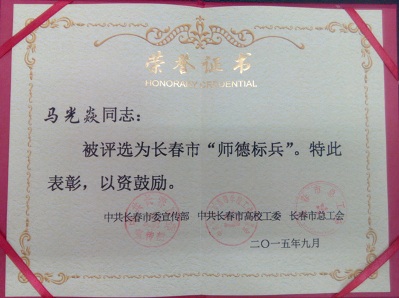 荣誉证书
HONORARY CREDENTIAL
马光焱同志：
被评选为长春市“师德标兵”。特此
表彰，以资鼓励。
中共长春市委宣传部 中共长春市高校工委 长春市总工会
二〇一五年九月